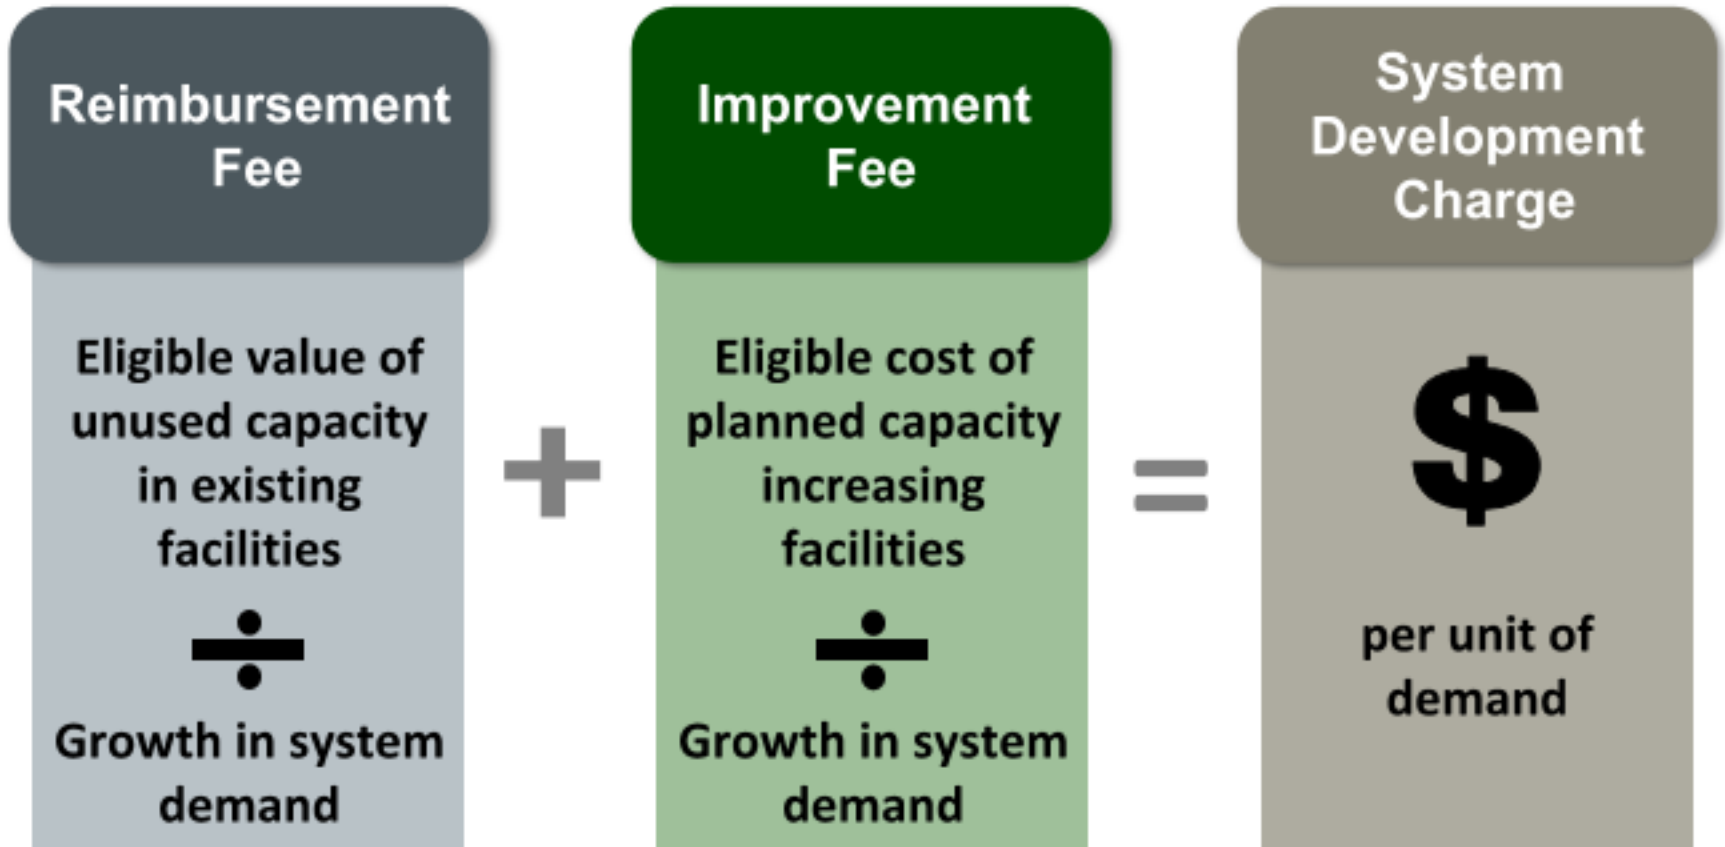 Reimbursement
Fee
Eligible value of
unused capacity
in existing
facilities
÷
Growth in system
demand
+
Improvement
Fee
Eligible cost of
planned capacity
increasing
facilities
÷
Growth in system
demand
=
System
Development
Charge
$
per unit of
demand